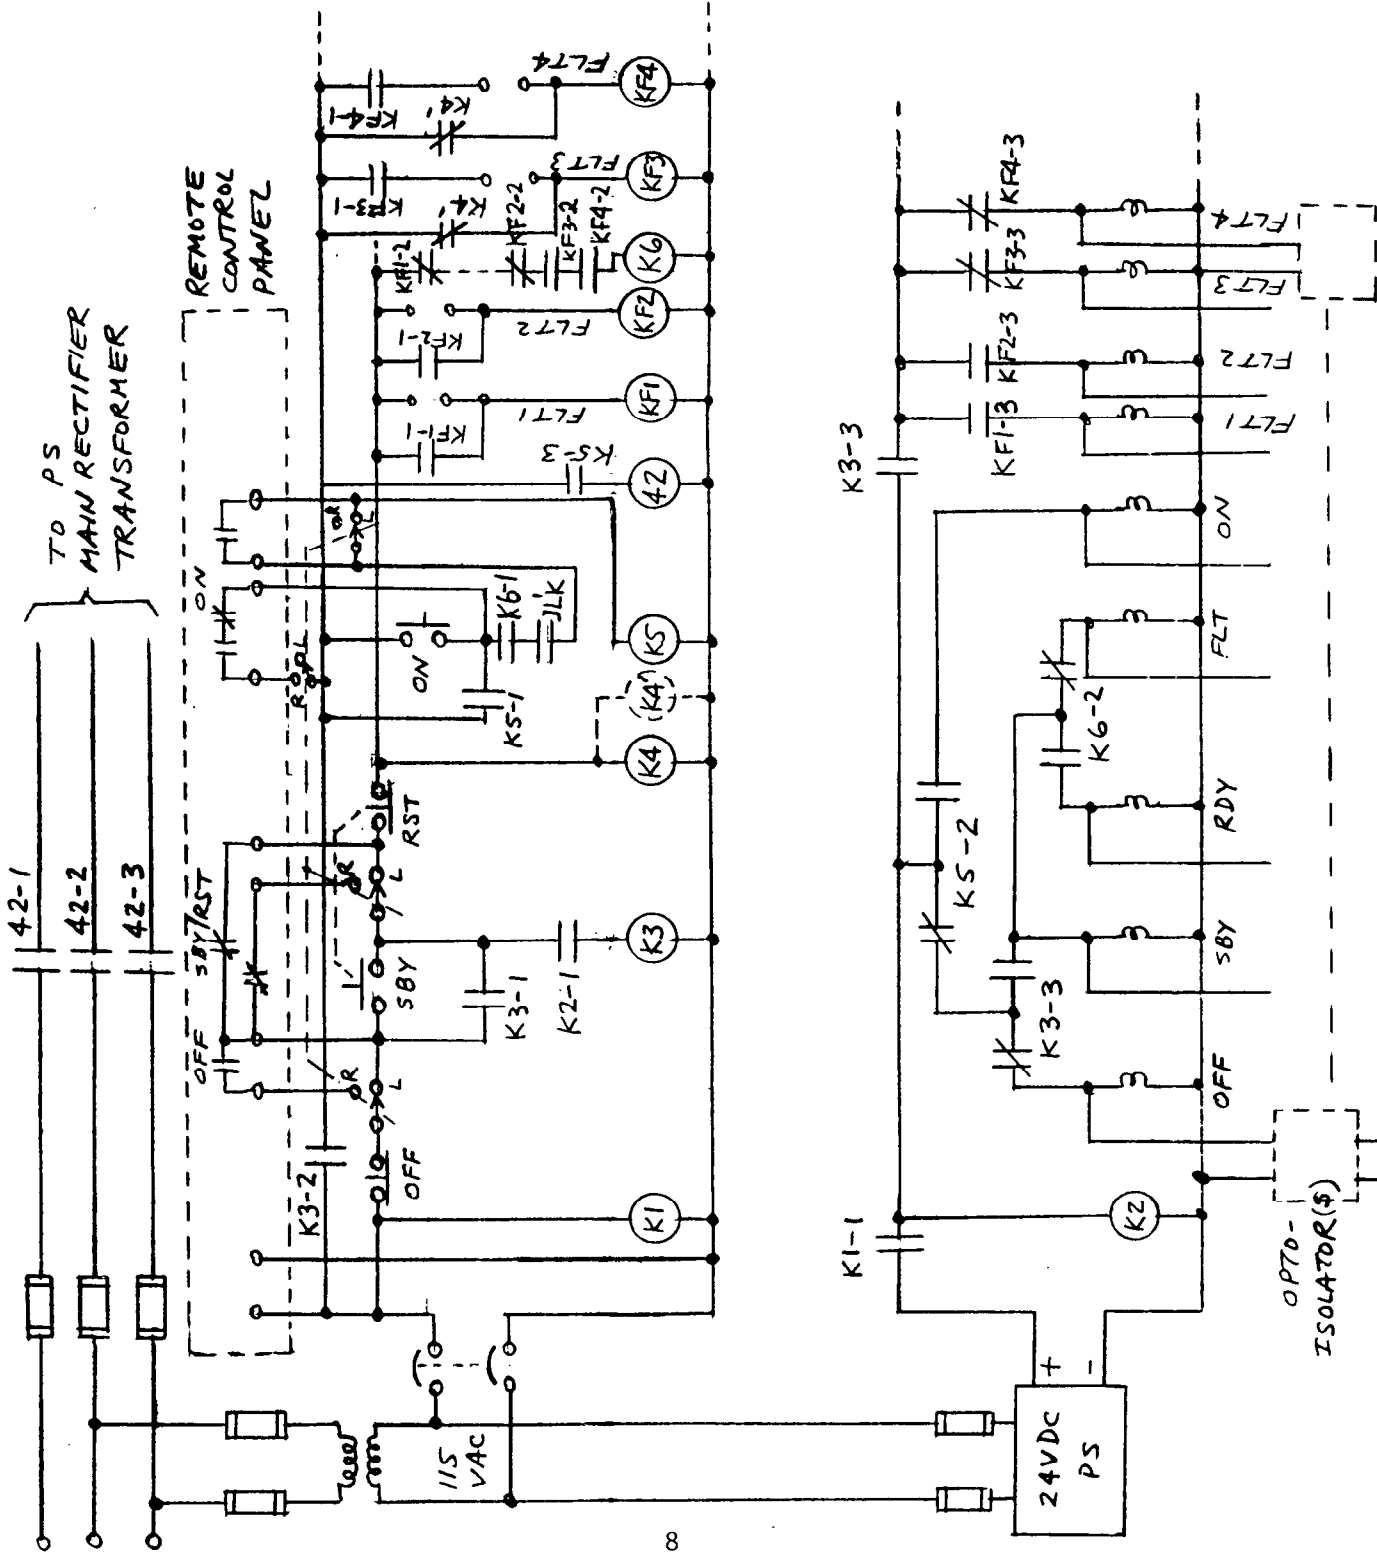 TO PS
MAIN RECTIFIER
TRANSFORMER
42-1
42-2
42-3
REMOTE
CONTROL
PANEL
OFF
SBY/RST
ON
K3-2
OFF
R
L
SBY
R
L
RST
R
L
ON
K5-1
K6-1
K3-1
K2-1
K1
K3
K4
(K4')
K5
42
K5-3
KF1-1
FLT1
KF1
KF2-1
FLT2
KF2
KF1-2
KF2-2
KF3-2
KF4-2
K6
K4'
FLT3
KF3
KF4-1
K4'
FLT4
KF4
115
VAC
24VDC
PS
+
-
K1-1
K2
K3-3
K5-2
K3-3
K6-2
OFF
SBY
RDY
FLT
ON
KF1-3
FLT1
KF2-3
FLT2
KF3-3
FLT3
KF4-3
FLT4
OPTO-
ISOLATOR(S)
8